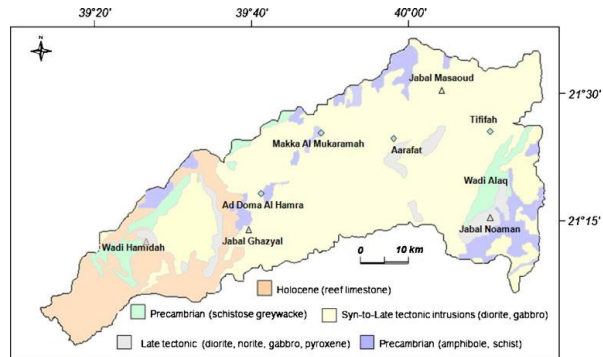 39°20' 39°40' 40°00'
Jabal Masaoud
21°30'
Tififah
Makka Al Mukaramah
Aarafat
Wadi Alaq
Ad Doma Al Hamra
21°15'
Jabal Noaman
Jabal Ghazyal
Wadi Hamidah
0 10 km
Holocene (reef limestone)
Precambrian (schistose greywacke) Syn-to-Late tectonic intrusions (diorite, gabbro)
Late tectonic (diorite, norite, gabbro, pyroxene) Precambrian (amphibole, schist)